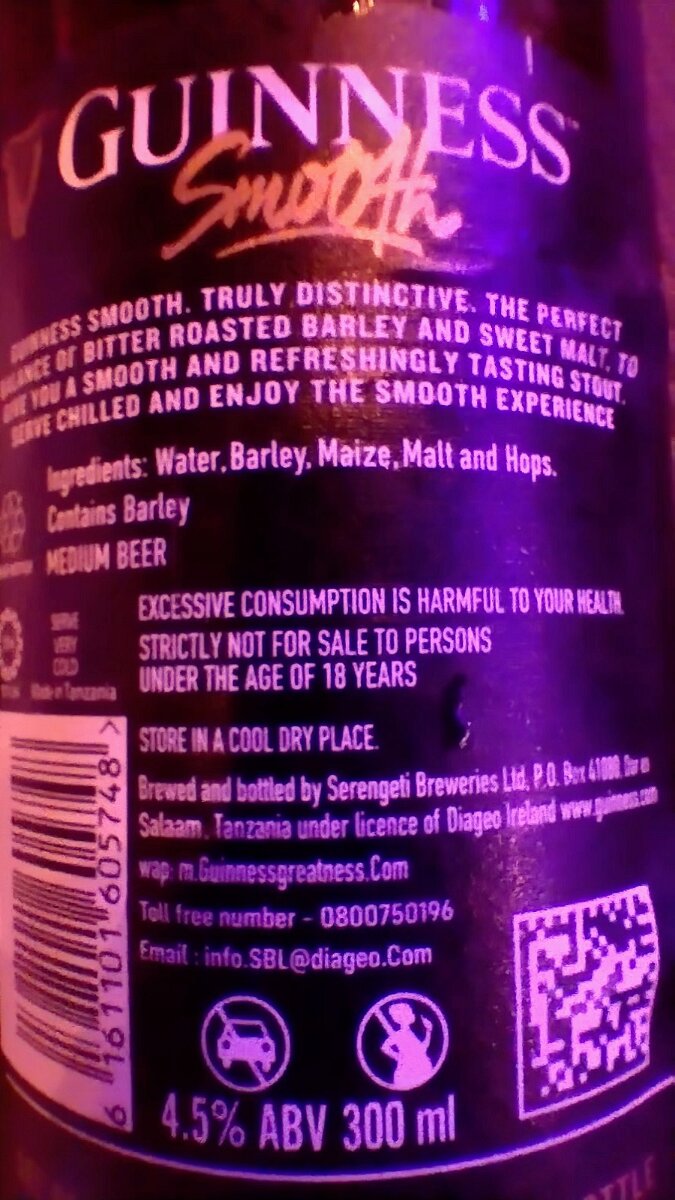 GUINNESS™
Smooth
GUINNESS SMOOTH. TRULY DISTINCTIVE. THE PERFECT
BALANCE OF BITTER ROASTED BARLEY AND SWEET MALT, TO
GIVE YOU A SMOOTH AND REFRESHINGLY TASTING STOUT.
SERVE CHILLED AND ENJOY THE SMOOTH EXPERIENCE
Ingredients: Water, Barley, Maize, Malt and Hops.
Contains Barley
MEDIUM BEER
EXCESSIVE CONSUMPTION IS HARMFUL TO YOUR HEALTH.
STRICTLY NOT FOR SALE TO PERSONS
UNDER THE AGE OF 18 YEARS
SERVE
VERY
COLD
Made in Tanzania
STORE IN A COOL DRY PLACE.
Brewed and bottled by Serengeti Breweries Ltd, P.O. Box 41080, Dar es
Salaam, Tanzania under licence of Diageo Ireland www.guinness.com
wap: m.Guinnessgreatness.Com
Toll free number - 0800750196
Email : info.SBL@diageo.Com
6 161101 605748 >
4.5% ABV 300 ml